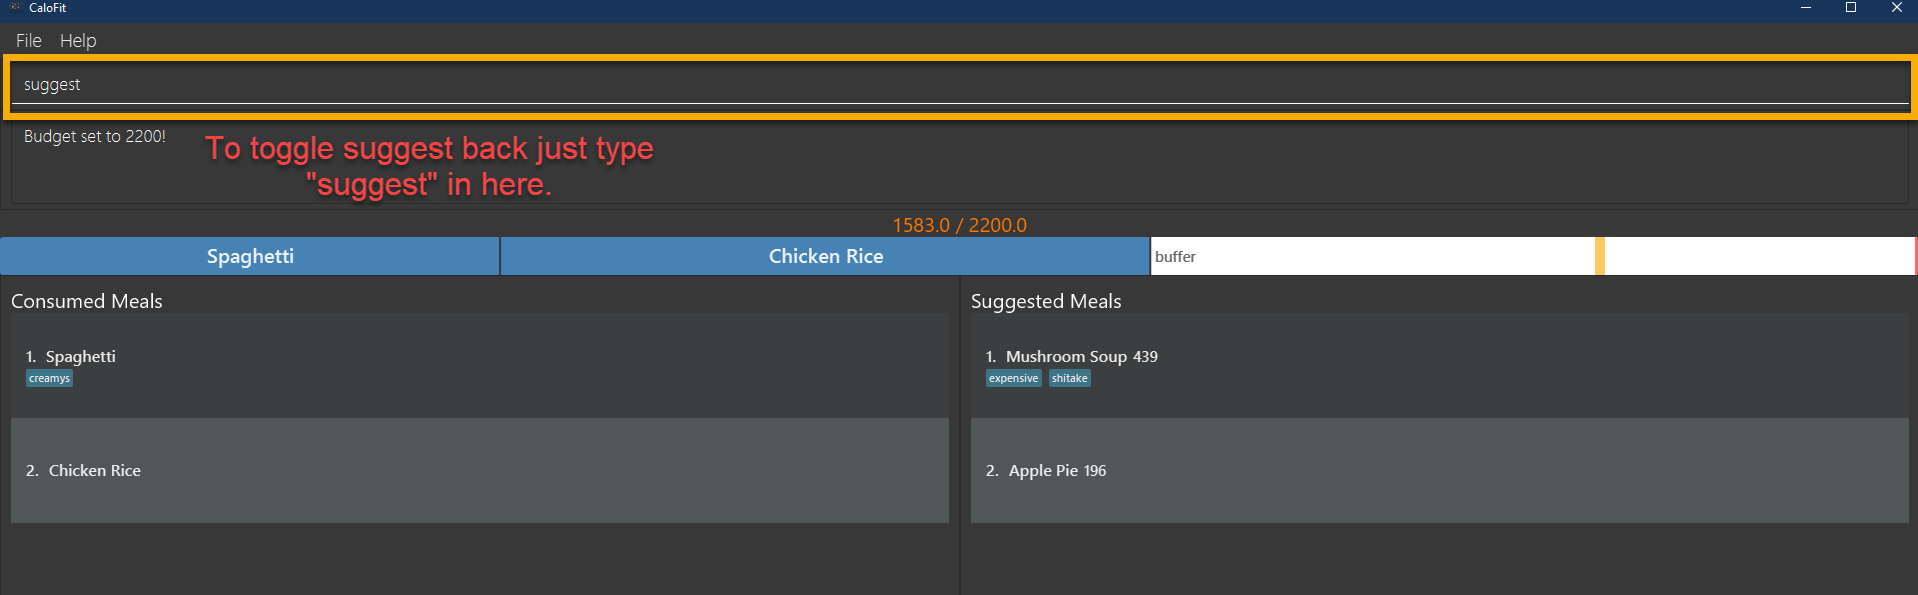 CaloFit
File Help
suggest
Budget set to 2200!
To toggle suggest back just type
"suggest" in here.
1583.0 / 2200.0
Spaghetti Chicken Rice buffer
Consumed Meals
1. Spaghetti
creamys
2. Chicken Rice
Suggested Meals
1. Mushroom Soup 439
expensive shitake
2. Apple Pie 196